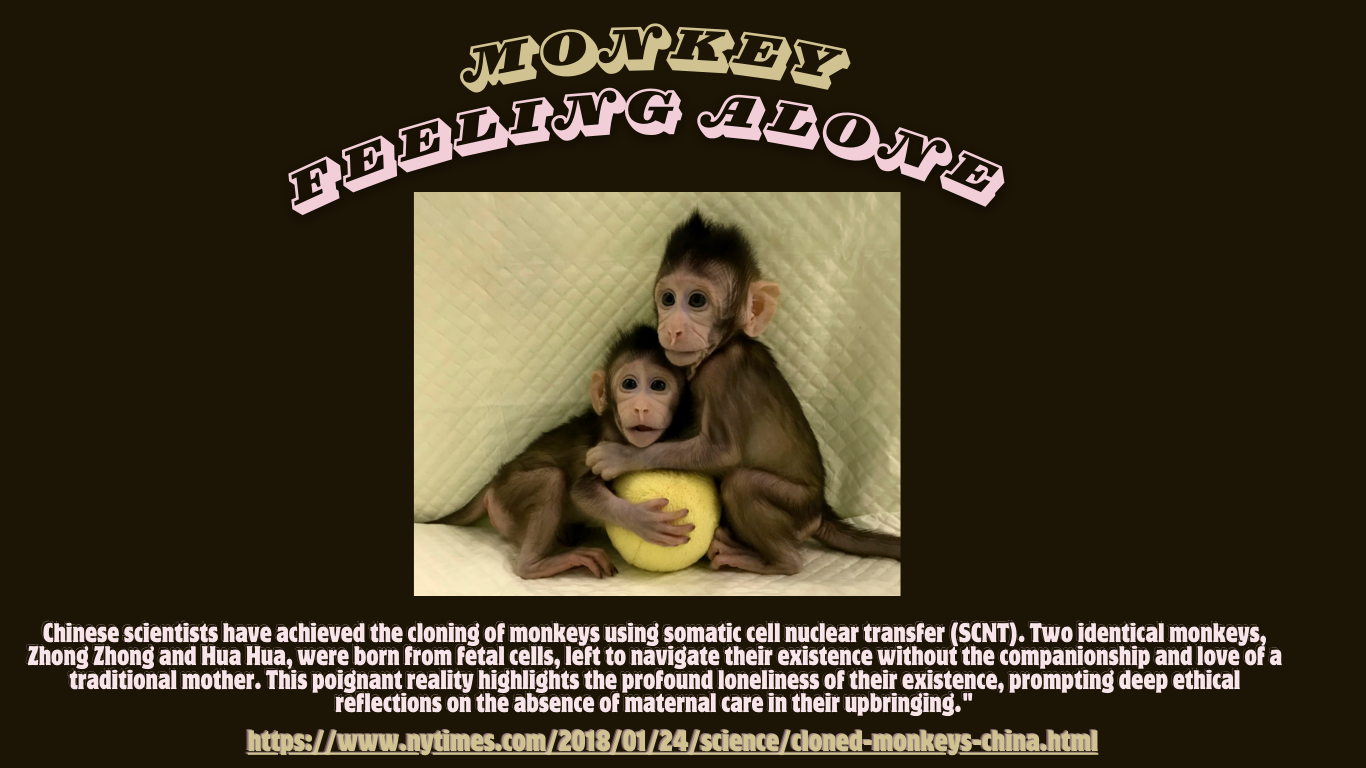 MONKEY
FEELING ALONE
Chinese scientists have achieved the cloning of monkeys using somatic cell nuclear transfer (SCNT). Two identical monkeys,
Zhong Zhong and Hua Hua, were born from fetal cells, left to navigate their existence without the companionship and love of a
traditional mother. This poignant reality highlights the profound loneliness of their existence, prompting deep ethical
reflections on the absence of maternal care in their upbringing."
https://www.nytimes.com/2018/01/24/science/cloned-monkeys-china.html